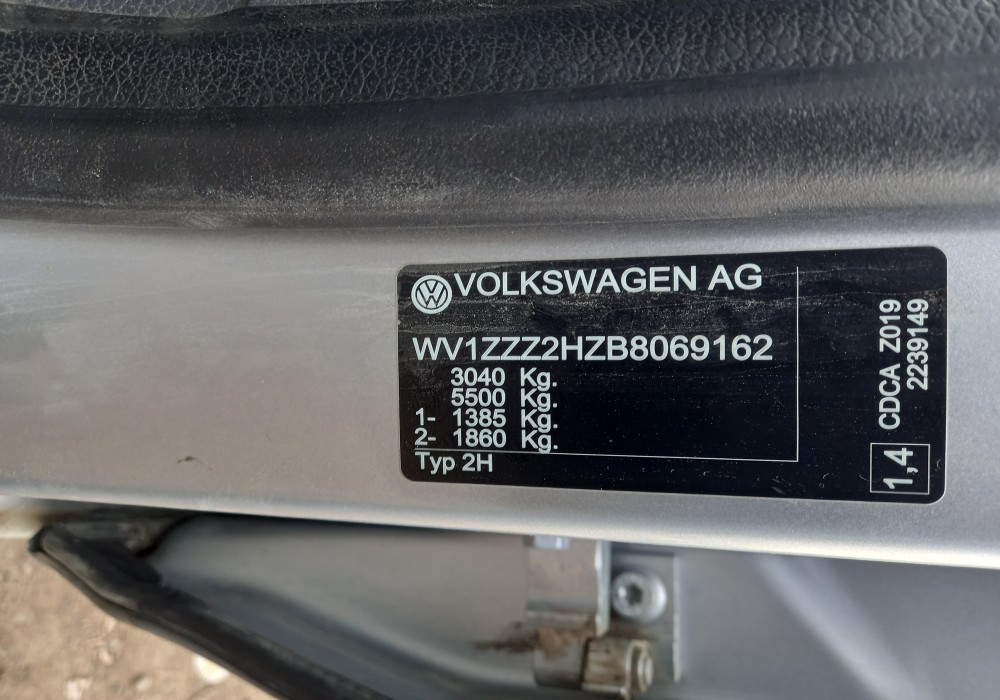 VOLKSWAGEN AG
WV1ZZZ2HZB8069162
3040 Kg.
5500 Kg.
1- 1385 Kg.
2- 1860 Kg.
Typ 2H
CDCA Z019
2239149
1,4